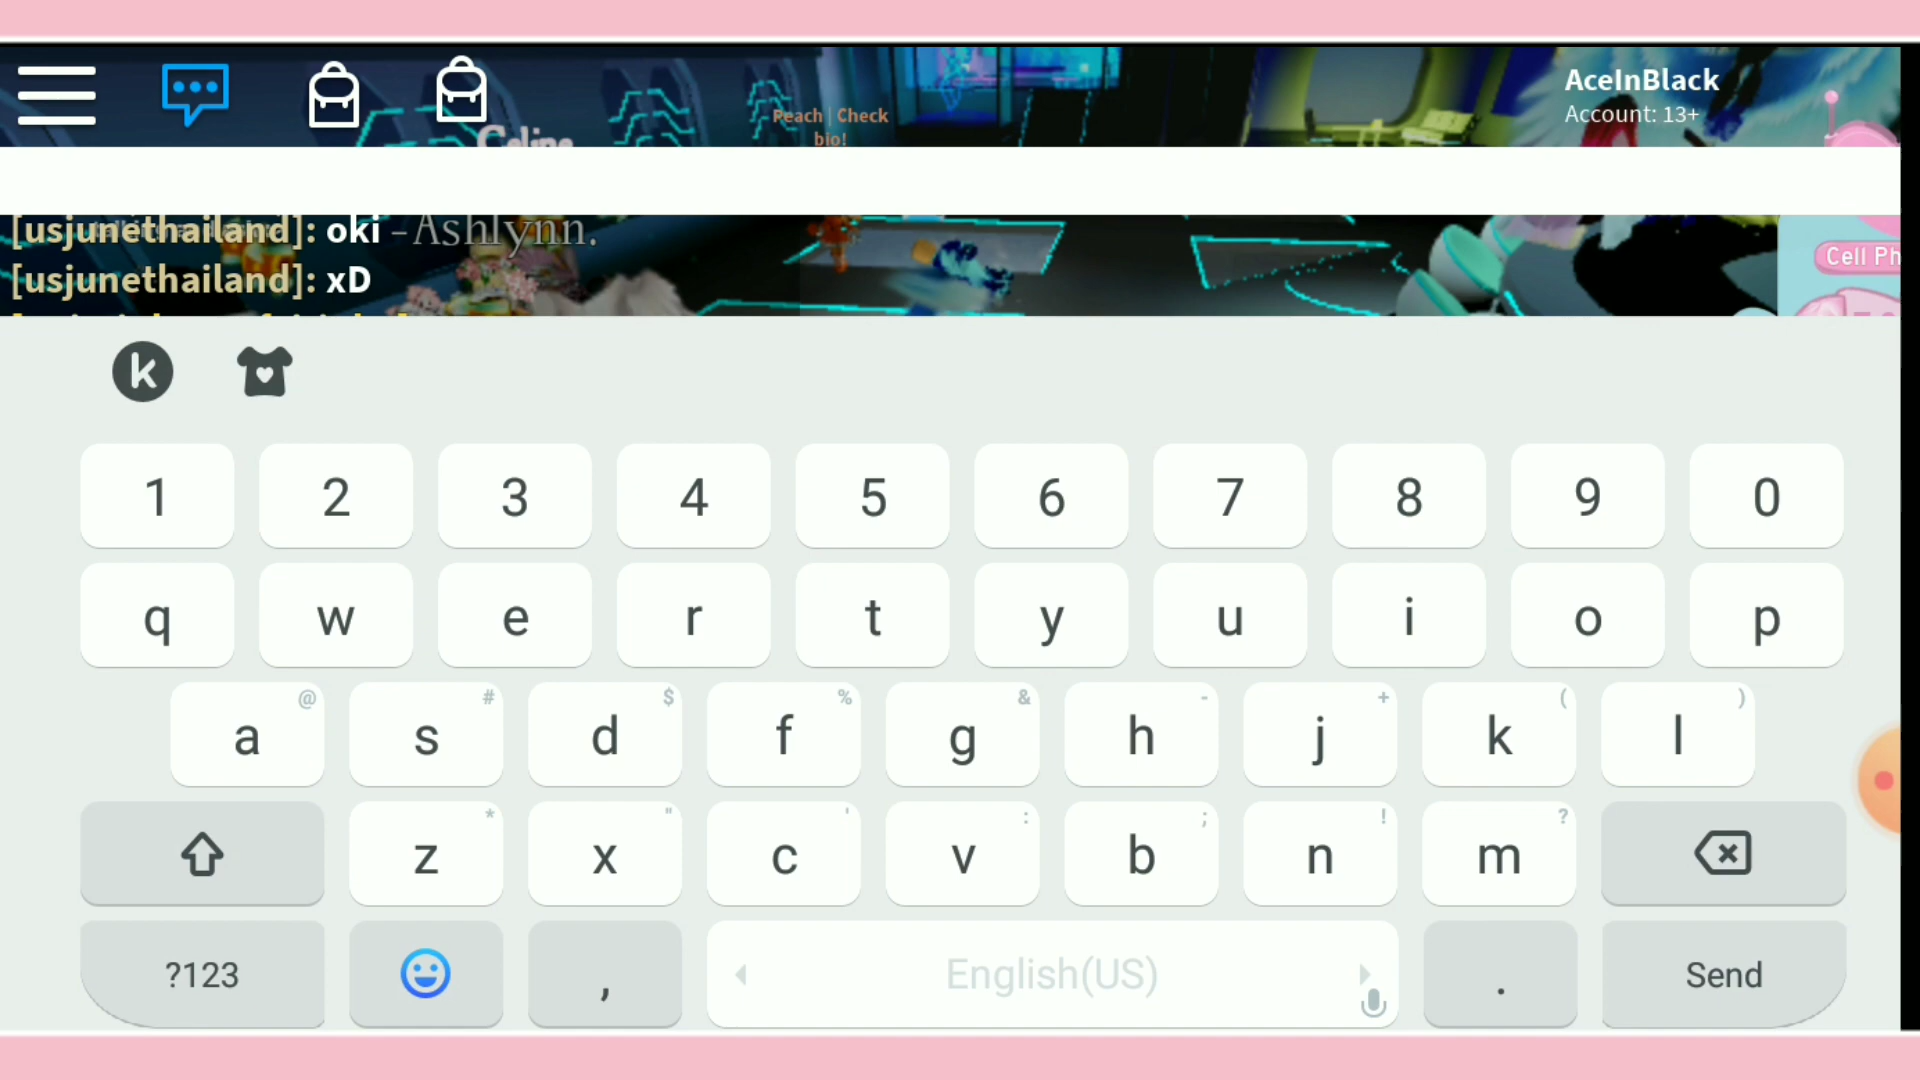 AceInBlack
Account: 13+
Peach | Check
bio!
Celine
[usjunethailand]: oki
-Ashlynn.
[usjunethailand]: xD
Cell Ph
k
1 2 3 4 5 6 7 8 9 0
q w e r t y u i o p
@ # $ % & - + ( )
a s d f g h j k l
* " ' : ; ! ?
z x c v b n m
?123 , English(US) . Send